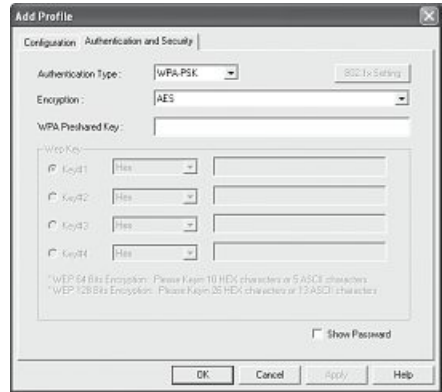 Add Profile
Configuration Authentication and Security
Authentication Type : WPA-PSK 802.1x Setting
Encryption : AES
WPA Preshared Key :
Wep Key
Key#1 Hex
Key#2 Hex
Key#3 Hex
Key#4 Hex
* WEP 64 Bits Encryption: Please Keyin 10 HEX characters or 5 ASCII characters
* WEP 128 Bits Encryption: Please Keyin 26 HEX characters or 13 ASCII characters
Show Password
OK Cancel Apply Help